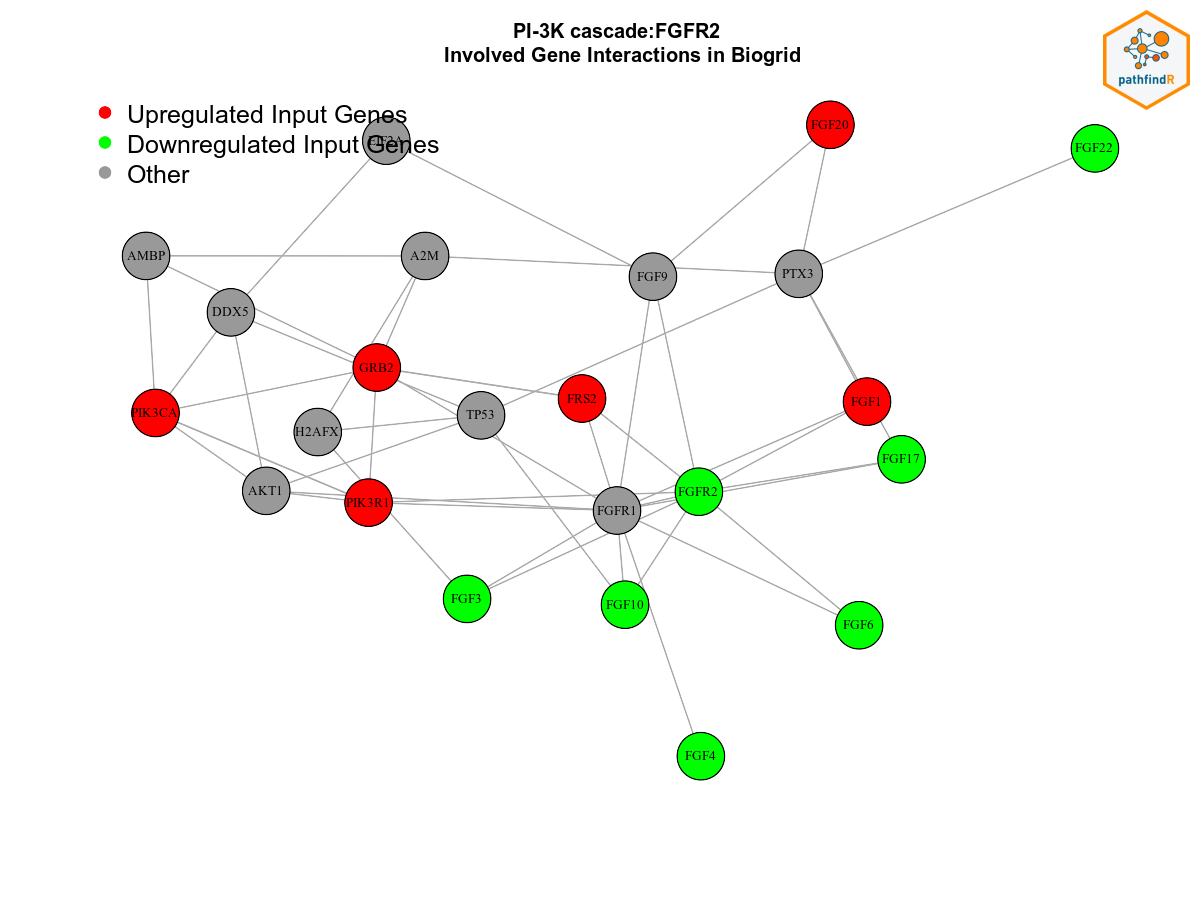 PI-3K cascade:FGFR2
Involved Gene Interactions in Biogrid
pathfindR
Upregulated Input Genes
Downregulated Input Genes
Other
FGF20
FGF22
AMBP
A2M
FGF9
PTX3
DDX5
GRB2
FRS2
FGF1
PIK3CA
TP53
H2AFX
FGF17
AKT1
PIK3R1
FGFR1
FGFR2
FGF3
FGF10
FGF6
FGF4